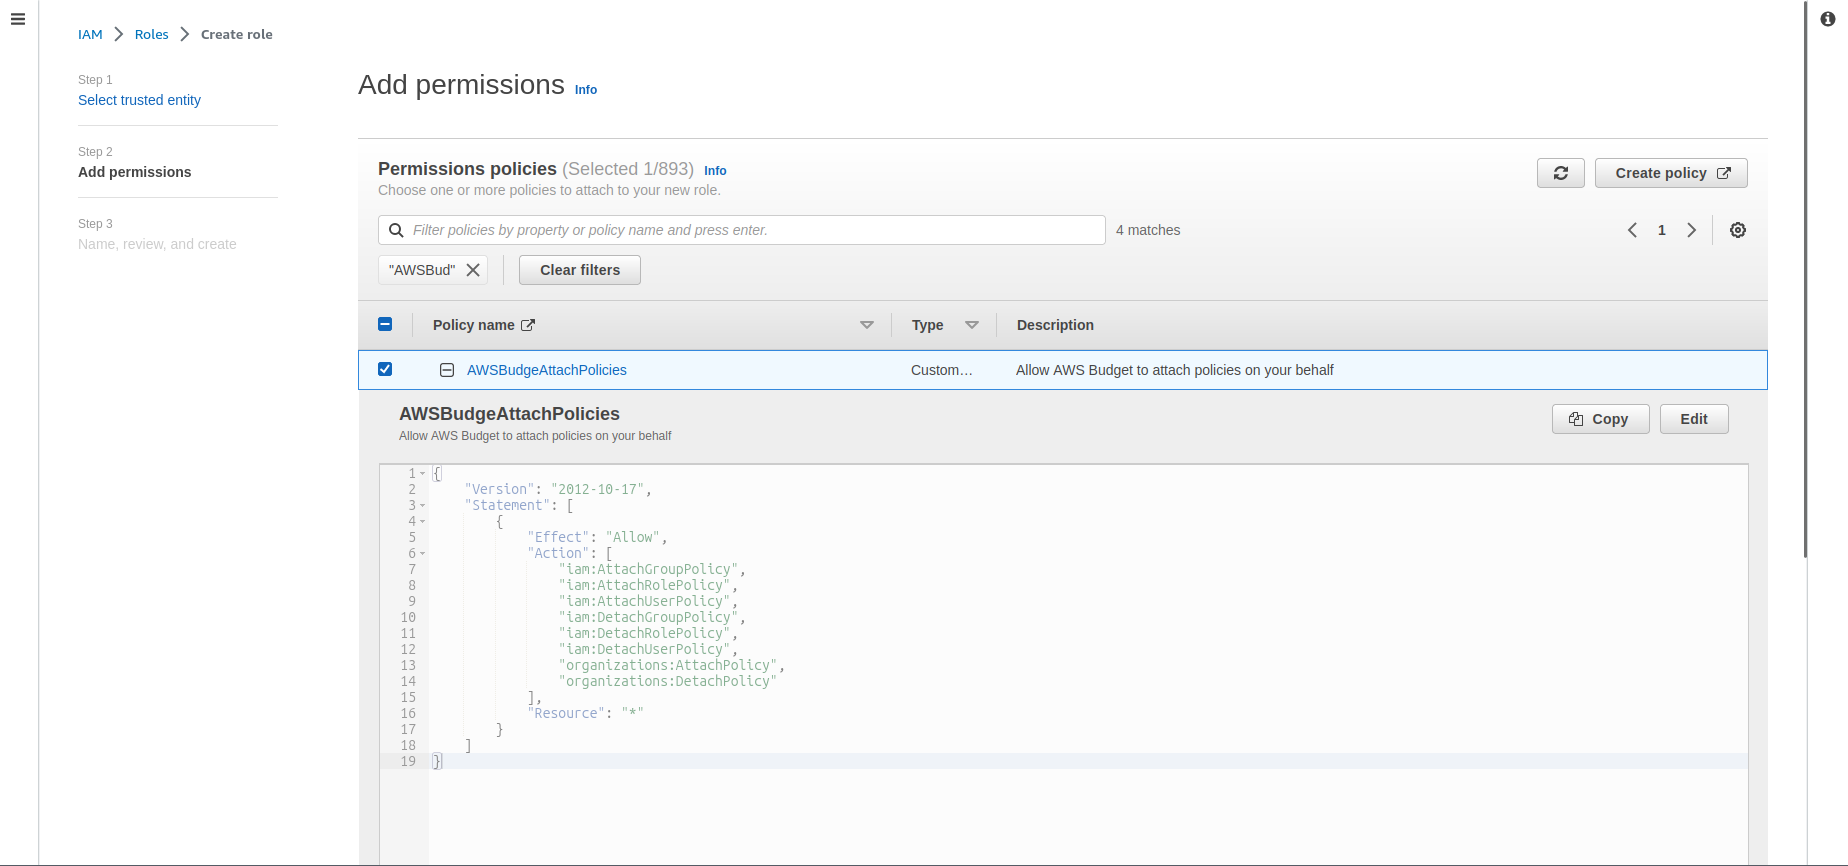 IAM > Roles > Create role
Step 1
Select trusted entity
Step 2
Add permissions
Step 3
Name, review, and create
Add permissions Info
Permissions policies (Selected 1/893) Info
Choose one or more policies to attach to your new role.
Create policy
Filter policies by property or policy name and press enter.
4 matches
1
"AWSBud"
Clear filters
Policy name Type Description
AWSBudgeAttachPolicies Custom… Allow AWS Budget to attach policies on your behalf
AWSBudgeAttachPolicies
Allow AWS Budget to attach policies on your behalf
Copy Edit
1 {
2 "Version": "2012-10-17",
3 "Statement": [
4 {
5 "Effect": "Allow",
6 "Action": [
7 "iam:AttachGroupPolicy",
8 "iam:AttachRolePolicy",
9 "iam:AttachUserPolicy",
10 "iam:DetachGroupPolicy",
11 "iam:DetachRolePolicy",
12 "iam:DetachUserPolicy",
13 "organizations:AttachPolicy",
14 "organizations:DetachPolicy"
15 ],
16 "Resource": "*"
17 }
18 ]
19 }